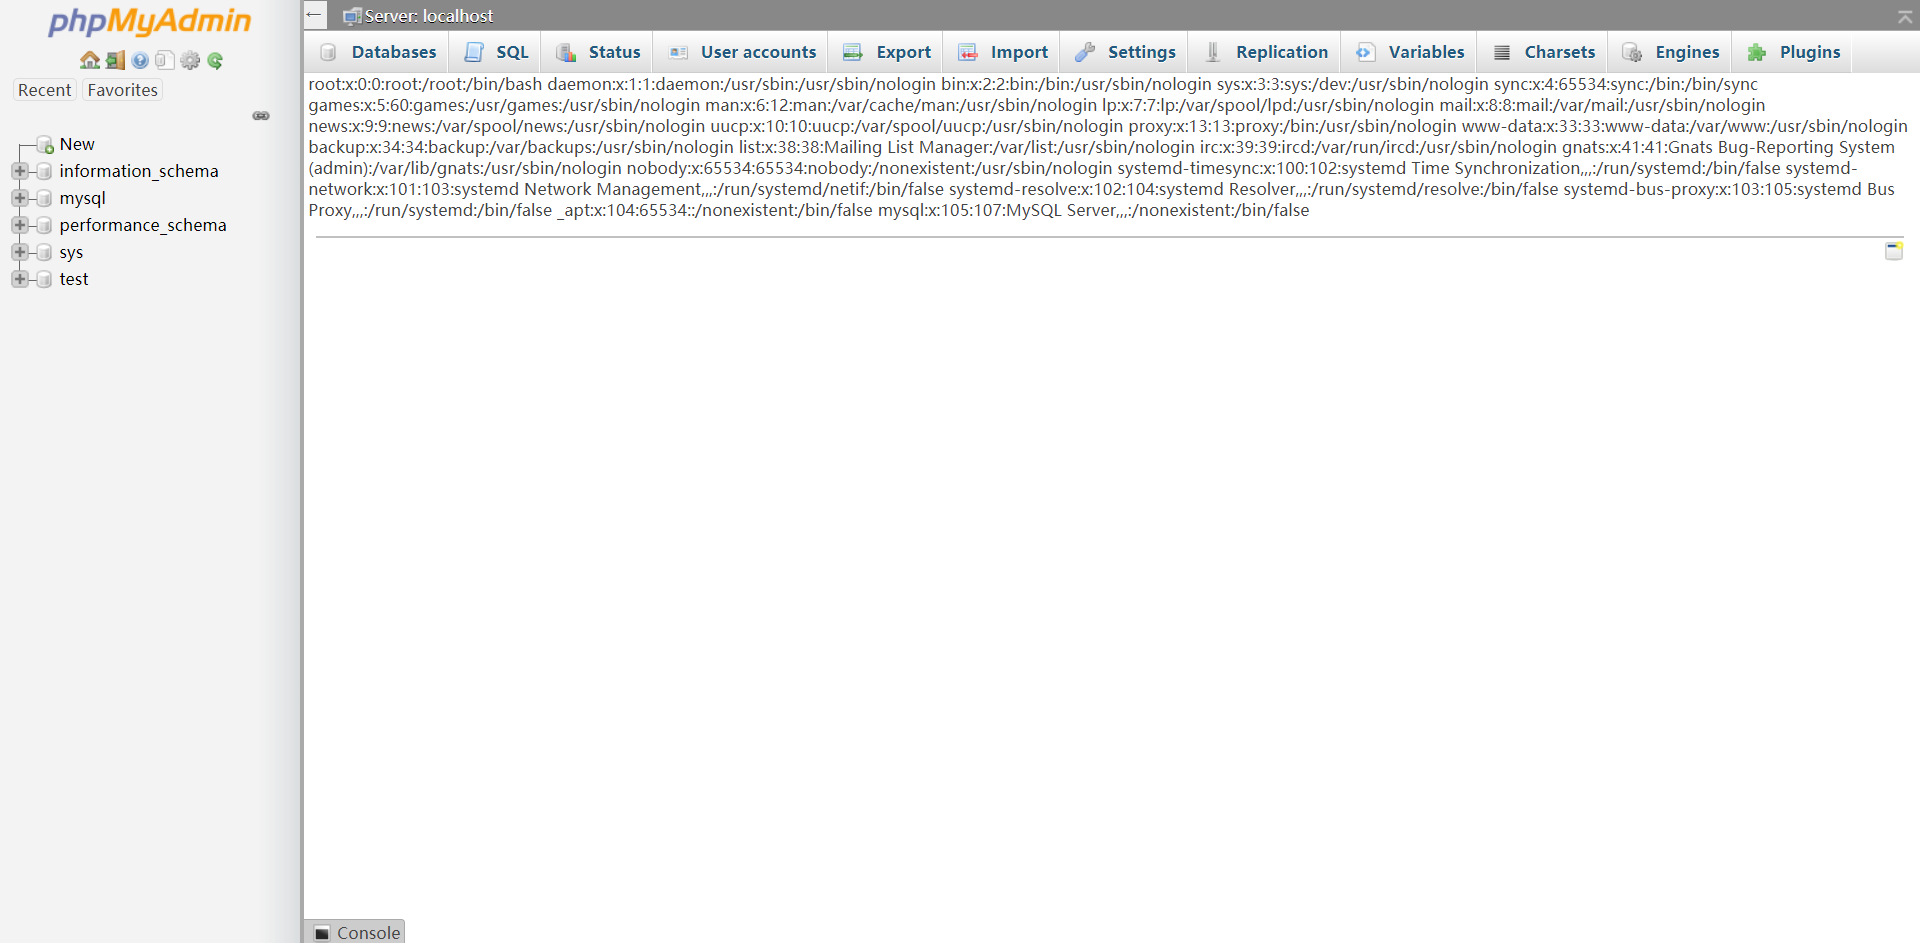 phpMyAdmin
Recent Favorites
New
information_schema
mysql
performance_schema
sys
test
← Server: localhost
Databases SQL Status User accounts Export Import Settings Replication Variables Charsets Engines Plugins
root:x:0:0:root:/root:/bin/bash daemon:x:1:1:daemon:/usr/sbin:/usr/sbin/nologin bin:x:2:2:bin:/bin:/usr/sbin/nologin sys:x:3:3:sys:/dev:/usr/sbin/nologin sync:x:4:65534:sync:/bin:/bin/sync
games:x:5:60:games:/usr/games:/usr/sbin/nologin man:x:6:12:man:/var/cache/man:/usr/sbin/nologin lp:x:7:7:lp:/var/spool/lpd:/usr/sbin/nologin mail:x:8:8:mail:/var/mail:/usr/sbin/nologin
news:x:9:9:news:/var/spool/news:/usr/sbin/nologin uucp:x:10:10:uucp:/var/spool/uucp:/usr/sbin/nologin proxy:x:13:13:proxy:/bin:/usr/sbin/nologin www-data:x:33:33:www-data:/var/www:/usr/sbin/nologin
backup:x:34:34:backup:/var/backups:/usr/sbin/nologin list:x:38:38:Mailing List Manager:/var/list:/usr/sbin/nologin irc:x:39:39:ircd:/var/run/ircd:/usr/sbin/nologin gnats:x:41:41:Gnats Bug-Reporting System
(admin):/var/lib/gnats:/usr/sbin/nologin nobody:x:65534:65534:nobody:/nonexistent:/usr/sbin/nologin systemd-timesync:x:100:102:systemd Time Synchronization,,,:/run/systemd:/bin/false systemd-
network:x:101:103:systemd Network Management,,,:/run/systemd/netif:/bin/false systemd-resolve:x:102:104:systemd Resolver,,,:/run/systemd/resolve:/bin/false systemd-bus-proxy:x:103:105:systemd Bus
Proxy,,,:/run/systemd:/bin/false _apt:x:104:65534::/nonexistent:/bin/false mysql:x:105:107:MySQL Server,,,:/nonexistent:/bin/false
Console